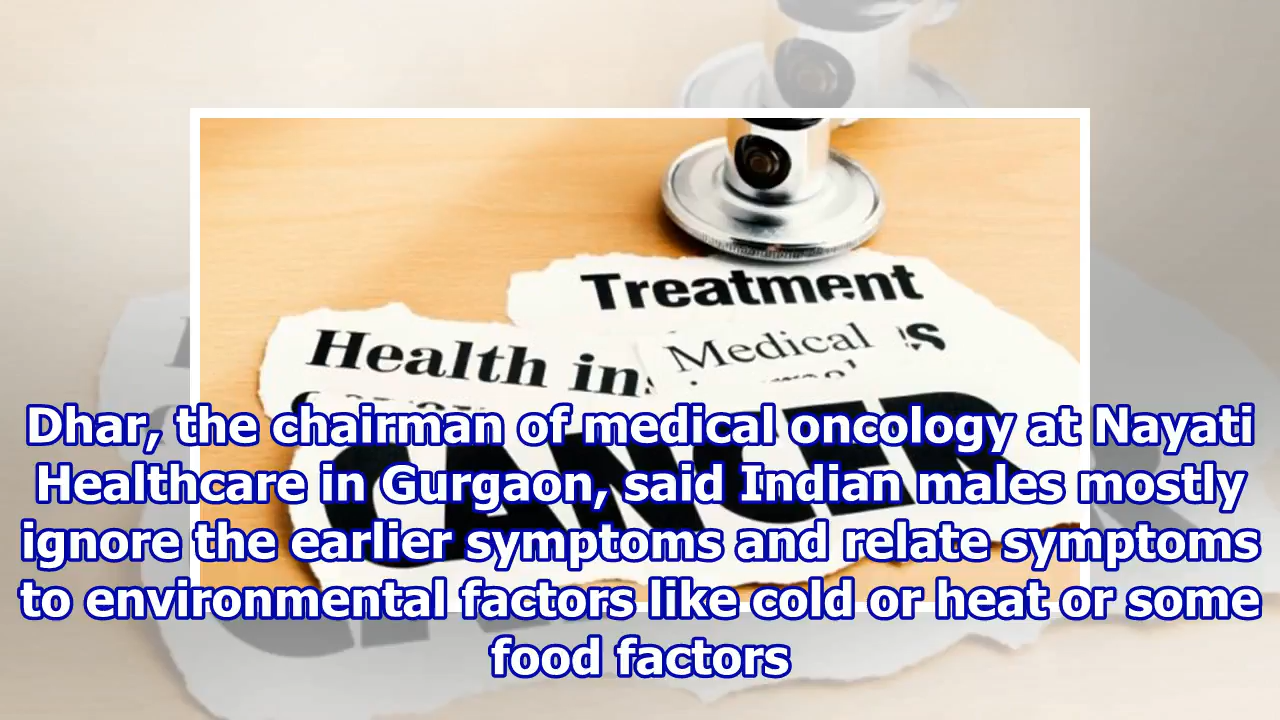 Treatment
Health in
Medical
CANCER
Dhar, the chairman of medical oncology at Nayati
Healthcare in Gurgaon, said Indian males mostly
ignore the earlier symptoms and relate symptoms
to environmental factors like cold or heat or some
food factors